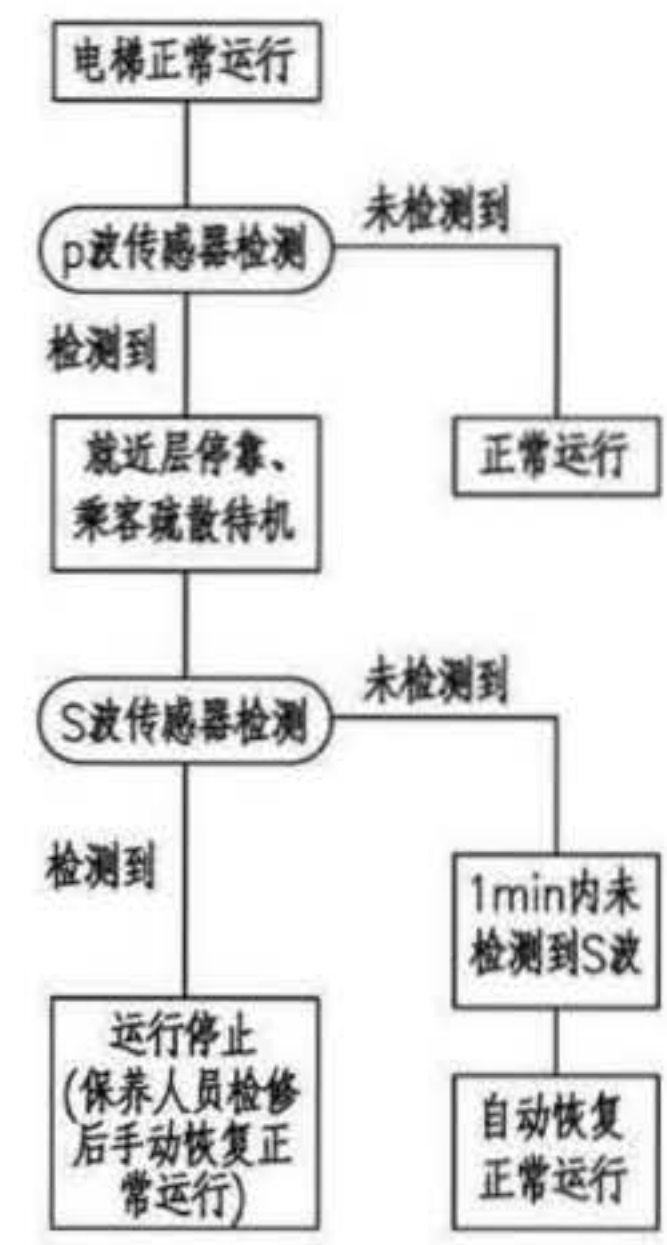 电梯正常运行
未检测到
p波传感器检测
检测到
就近层停靠、
乘客疏散待机
正常运行
未检测到
S波传感器检测
检测到
1min内未
检测到S波
运行停止
(保养人员检修
后手动恢复正
常运行)
自动恢复
正常运行